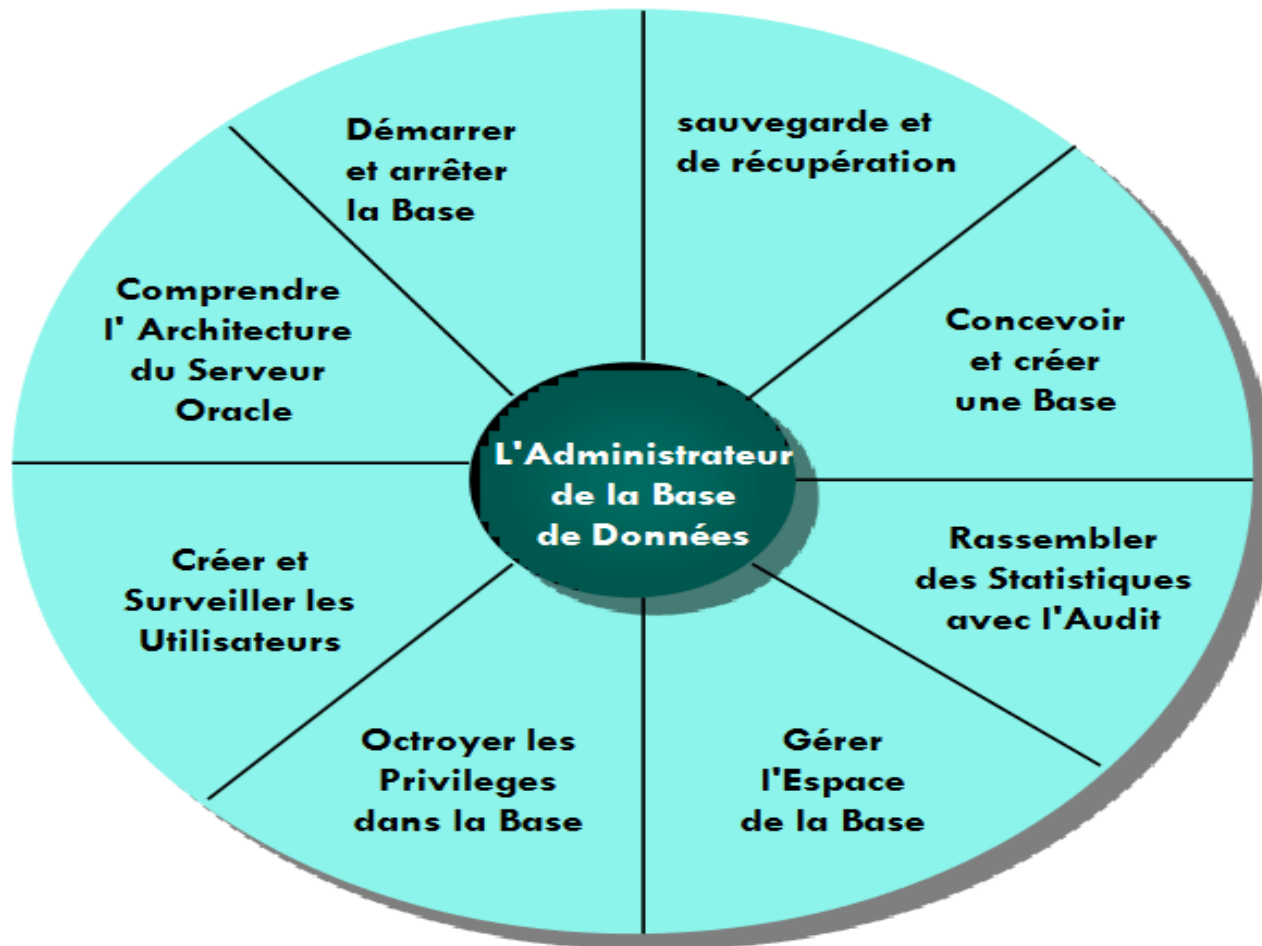 Démarrer
et arrêter
la Base
sauvegarde et
de récupération
Comprendre
l' Architecture
du Serveur
Oracle
Concevoir
et créer
une Base
L'Administrateur
de la Base
de Données
Créer et
Surveiller les
Utilisateurs
Rassembler
des Statistiques
avec l'Audit
Octroyer les
Privileges
dans la Base
Gérer
l'Espace
de la Base